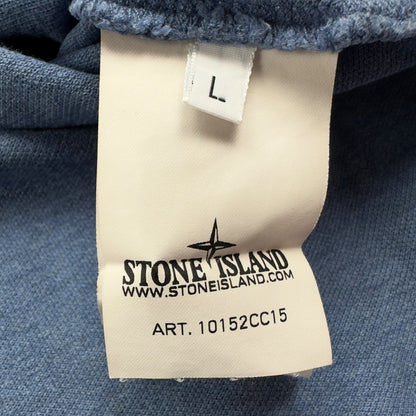 L
STONE ISLAND
WWW.STONEISLAND.COM
ART. 10152CC15